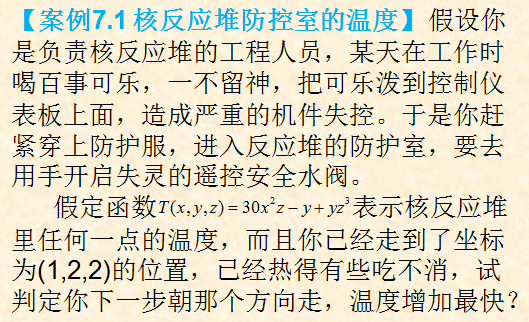 【案例7.1 核反应堆防控室的温度】假设你
是负责核反应堆的工程人员，某天在工作时
喝百事可乐，一不留神，把可乐泼到控制仪
表板上面，造成严重的机件失控。于是你赶
紧穿上防护服，进入反应堆的防护室，要去
用手开启失灵的遥控安全水阀。
假定函数T(x,y,z)=30x²z−y+yz³表示核反应堆
里任何一点的温度，而且你已经走到了坐标
为(1,2,2)的位置，已经热得有些吃不消，试
判定你下一步朝那个方向走，温度增加最快？